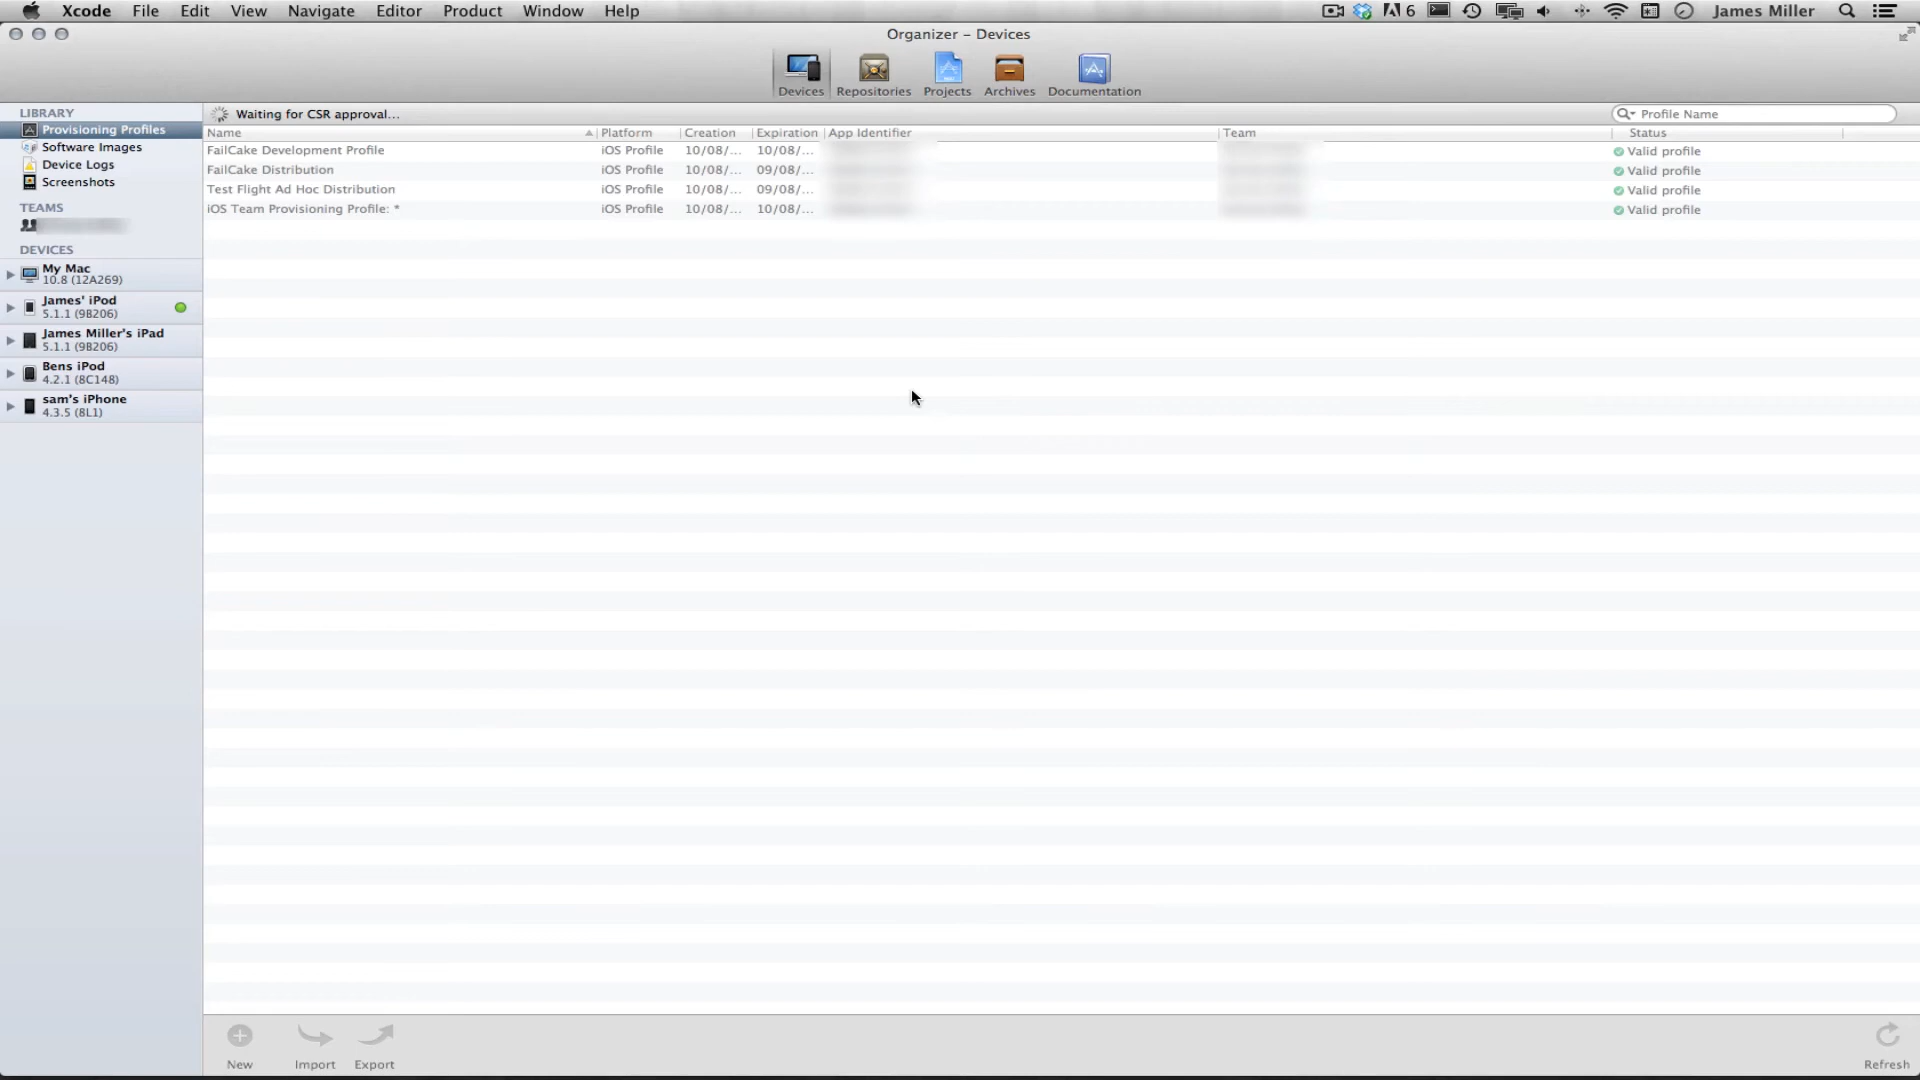 Xcode File Edit View Navigate Editor Product Window Help 6 James Miller
Organizer – Devices
Devices Repositories Projects Archives Documentation
LIBRARY
Provisioning Profiles
Software Images
Device Logs
Screenshots
TEAMS
DEVICES
My Mac
10.8 (12A269)
James' iPod
5.1.1 (9B206)
James Miller's iPad
5.1.1 (9B206)
Bens iPod
4.2.1 (8C148)
sam's iPhone
4.3.5 (8L1)
Waiting for CSR approval... Profile Name
Name Platform Creation Expiration App Identifier Team Status
FailCake Development Profile iOS Profile 10/08/... 10/08/... Valid profile
FailCake Distribution iOS Profile 10/08/... 09/08/... Valid profile
Test Flight Ad Hoc Distribution iOS Profile 10/08/... 09/08/... Valid profile
iOS Team Provisioning Profile: * iOS Profile 10/08/... 10/08/... Valid profile
New Import Export Refresh